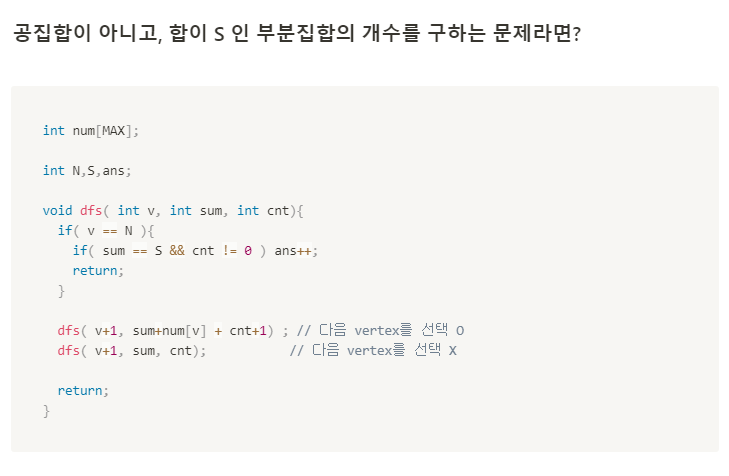 공집합이 아니고, 합이 S 인 부분집합의 개수를 구하는 문제라면?
int num[MAX];
int N,S,ans;
void dfs( int v, int sum, int cnt){
if( v == N ){
if( sum == S && cnt != 0 ) ans++;
return;
}
dfs( v+1, sum+num[v] + cnt+1) ; // 다음 vertex를 선택 O
dfs( v+1, sum, cnt); // 다음 vertex를 선택 X
return;
}